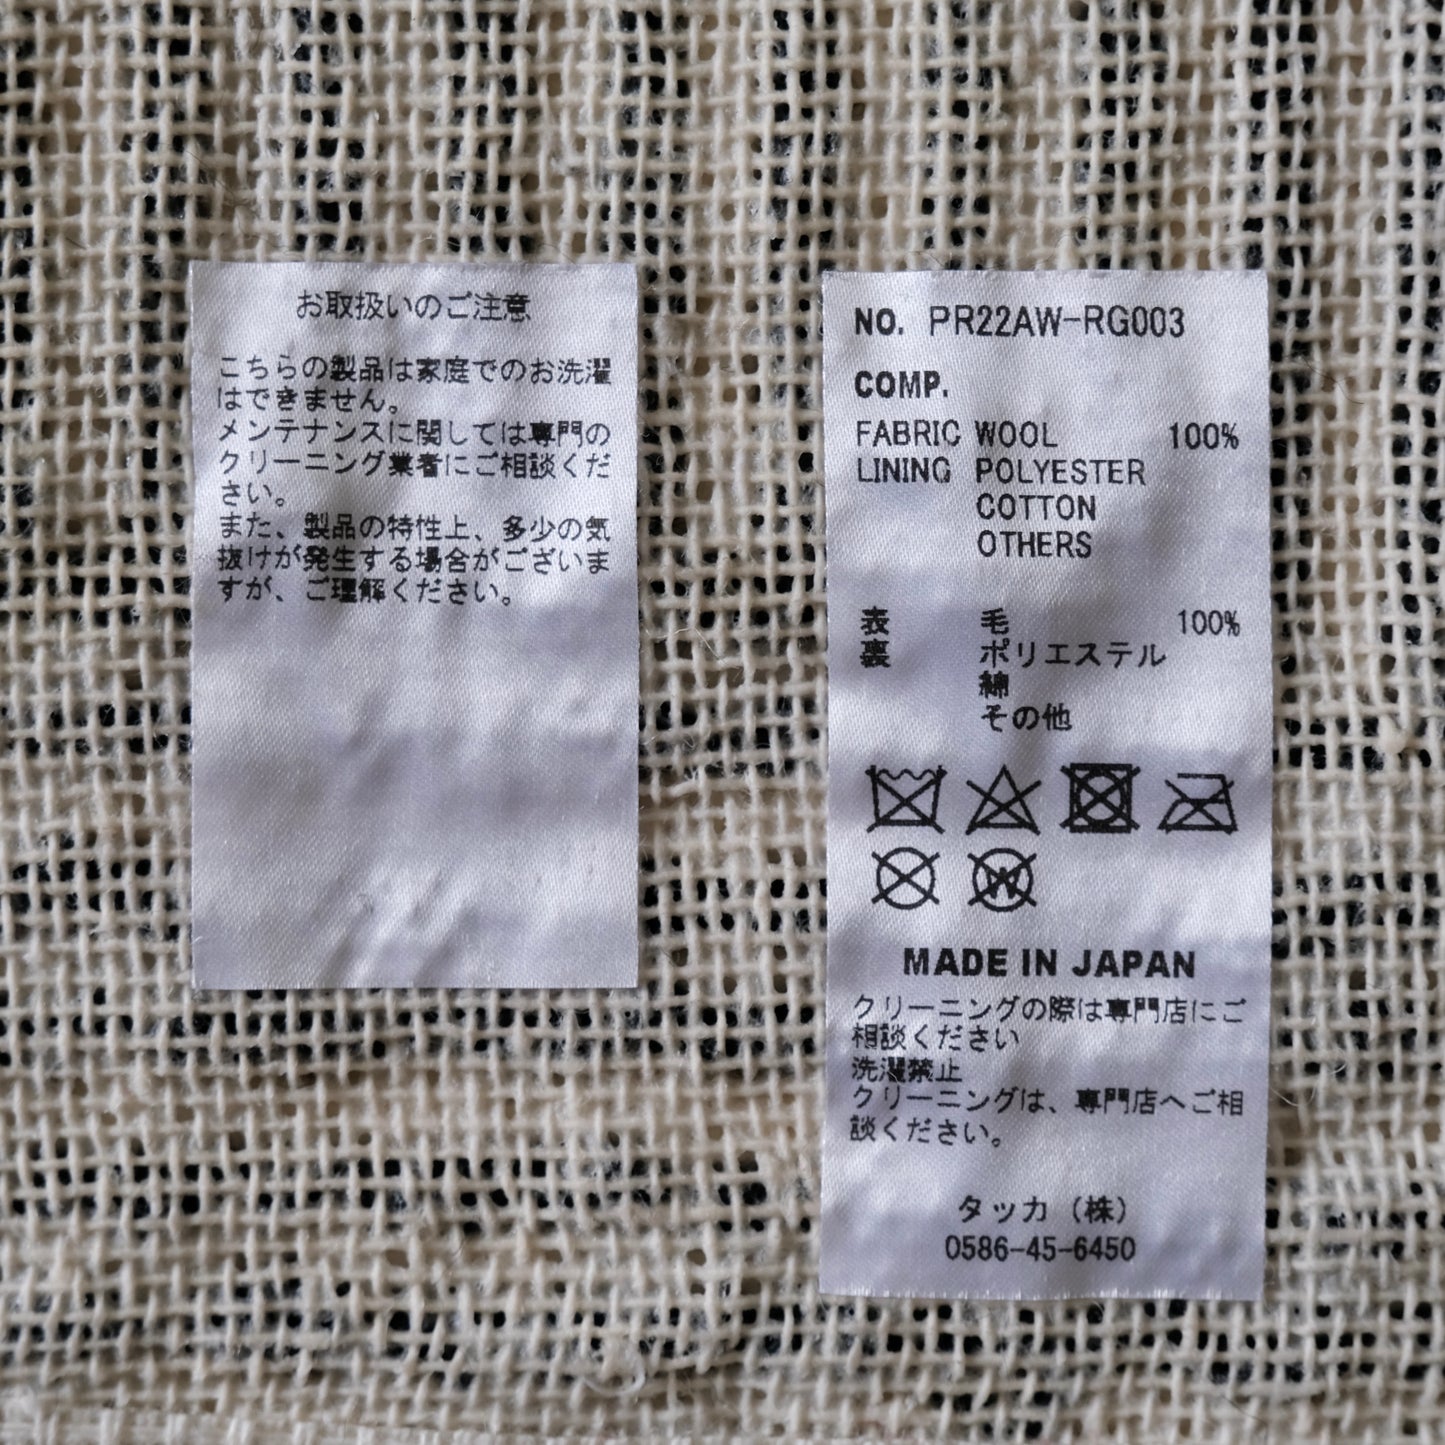 お取扱いのご注意
こちらの製品は家庭でのお洗濯
はできません。
メンテナンスに関しては専門の
クリーニング業者にご相談くだ
さい。
また、製品の特性上、多少の気
抜けが発生する場合がございま
すが、ご理解ください。
NO. PR22AW-RG003
COMP.
FABRIC WOOL 100%
LINING POLYESTER
COTTON
OTHERS
表 毛 100%
裏 ポリエステル
綿
その他
W
MADE IN JAPAN
クリーニングの際は専門店にご
相談ください
洗濯禁止
クリーニングは、専門店へご相
談ください。
タッカ（株）
0586-45-6450